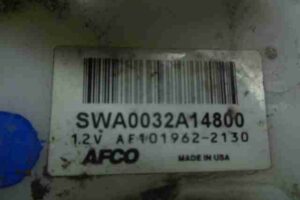 SWA0032A14800
12V AF101962-2130
AFCO MADE IN USA